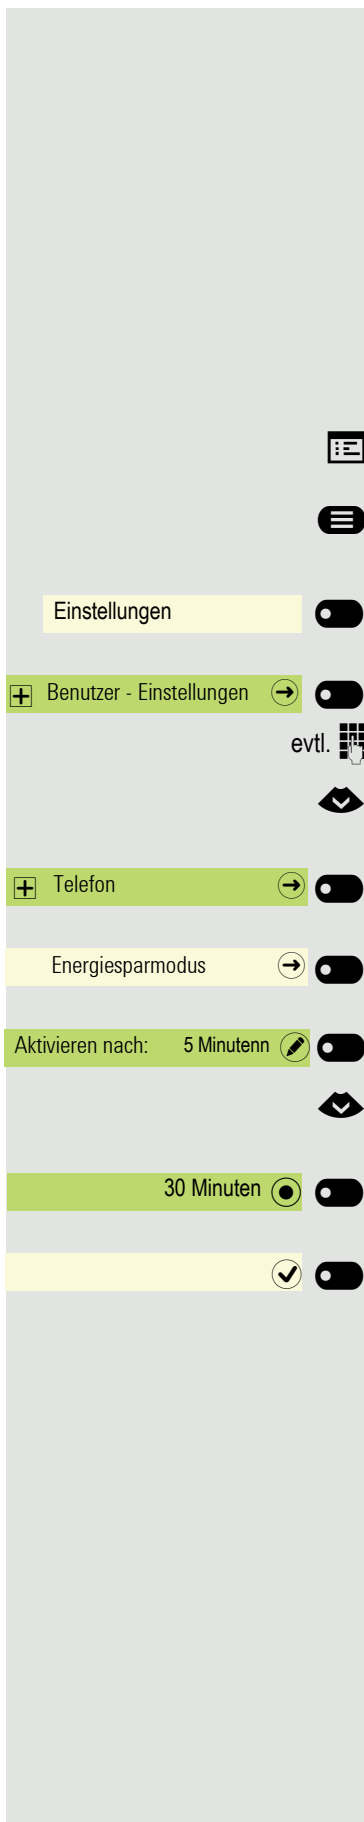 Einstellungen
Benutzer - Einstellungen
evtl.
Telefon
Energiesparmodus
Aktivieren nach: 5 Minutenn
30 Minuten